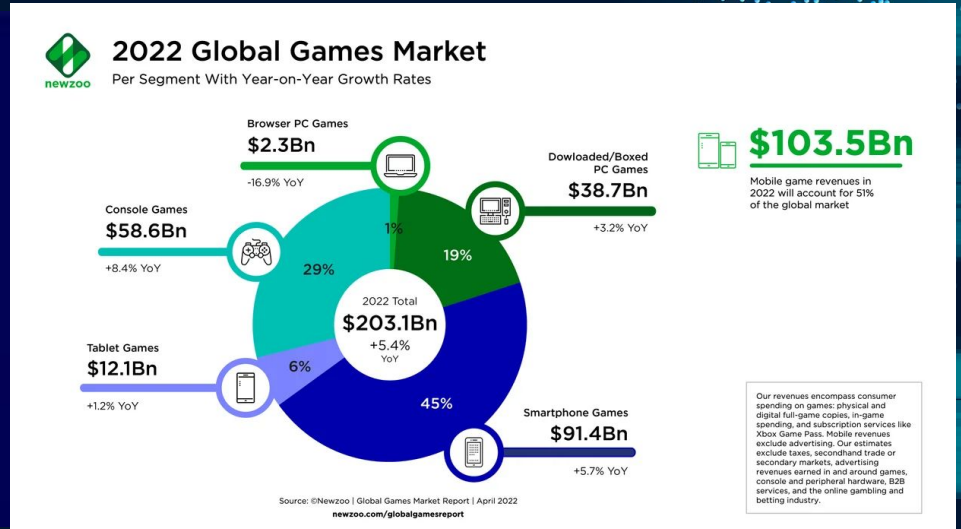 newzoo
2022 Global Games Market
Per Segment With Year-on-Year Growth Rates
Browser PC Games
$2.3Bn
-16.9% YoY
Dowloaded/Boxed
PC Games
$38.7Bn
+3.2% YoY
$103.5Bn
Mobile game revenues in
2022 will account for 51%
of the global market
Console Games
$58.6Bn
+8.4% YoY
1%
19%
29%
2022 Total
$203.1Bn
+5.4%
YoY
Tablet Games
$12.1Bn
+1.2% YoY
6%
45%
Smartphone Games
$91.4Bn
+5.7% YoY
Our revenues encompass consumer
spending on games: physical and
digital full-game copies, in-game
spending, and subscription services like
Xbox Game Pass. Mobile revenues
exclude advertising. Our estimates
exclude taxes, secondhand trade or
secondary markets, advertising
revenues earned in and around games,
console and peripheral hardware, B2B
services, and the online gambling and
betting industry.
Source: ©Newzoo | Global Games Market Report | April 2022
newzoo.com/globalgamesreport